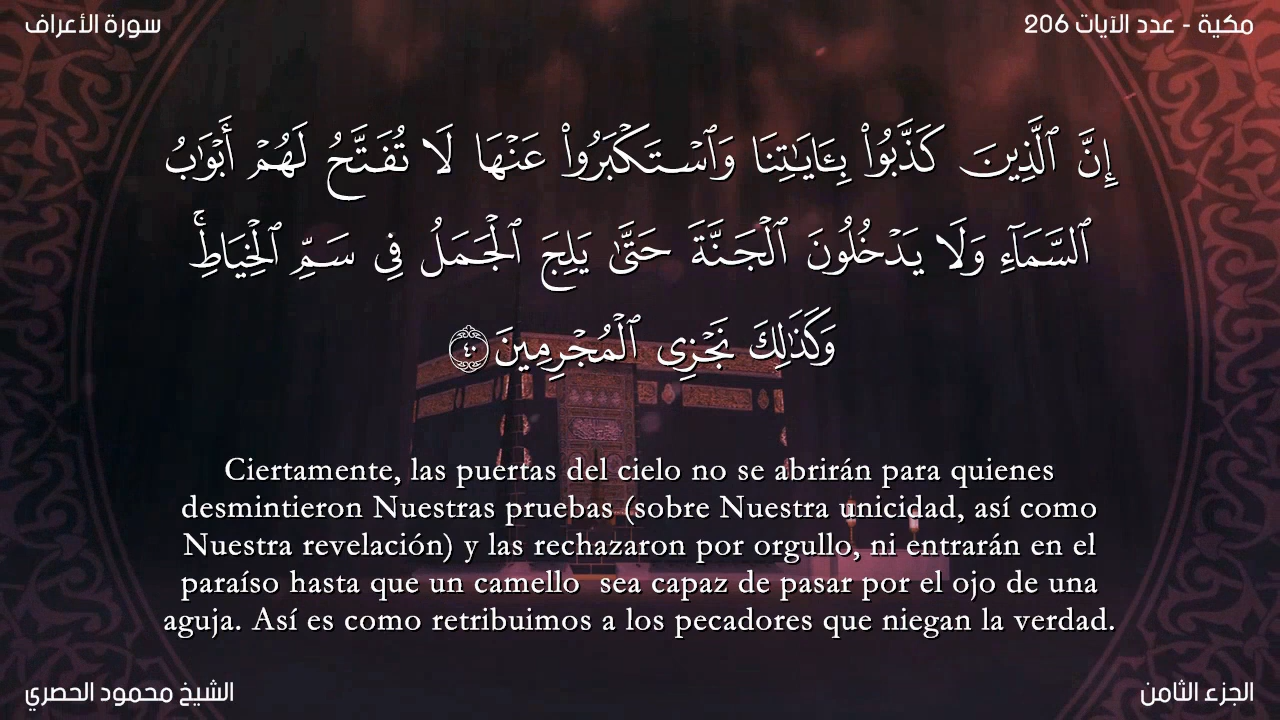 سورة الأعراف
مكية - عدد الآيات 206
إِنَّ ٱلَّذِينَ كَذَّبُوا۟ بِـَٔايَـٰتِنَا وَٱسْتَكْبَرُوا۟ عَنْهَا لَا تُفَتَّحُ لَهُمْ أَبْوَٰبُ
ٱلسَّمَآءِ وَلَا يَدْخُلُونَ ٱلْجَنَّةَ حَتَّىٰ يَلِجَ ٱلْجَمَلُ فِى سَمِّ ٱلْخِيَاطِ ۚ
وَكَذَٰلِكَ نَجْزِى ٱلْمُجْرِمِينَ ٤٠
Ciertamente, las puertas del cielo no se abrirán para quienes
desmintieron Nuestras pruebas (sobre Nuestra unicidad, así como
Nuestra revelación) y las rechazaron por orgullo, ni entrarán en el
paraíso hasta que un camello  sea capaz de pasar por el ojo de una
aguja. Así es como retribuimos a los pecadores que niegan la verdad.
الشيخ محمود الحصري
الجزء الثامن